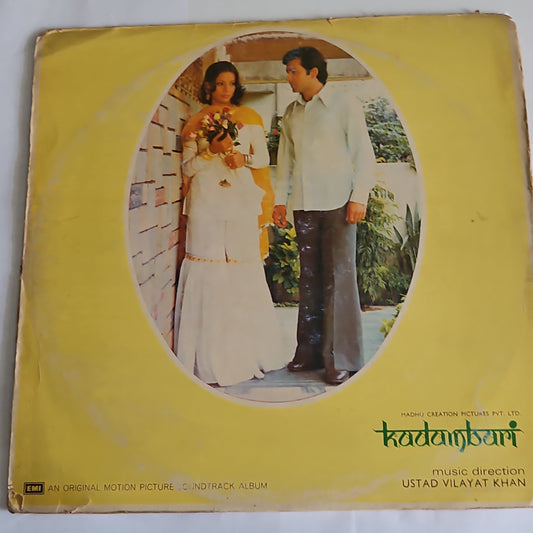 MADHU CREATION PICTURES PVT. LTD.
kadambari
music direction
USTAD VILAYAT KHAN
EMI AN ORIGINAL MOTION PICTURE SOUNDTRACK ALBUM